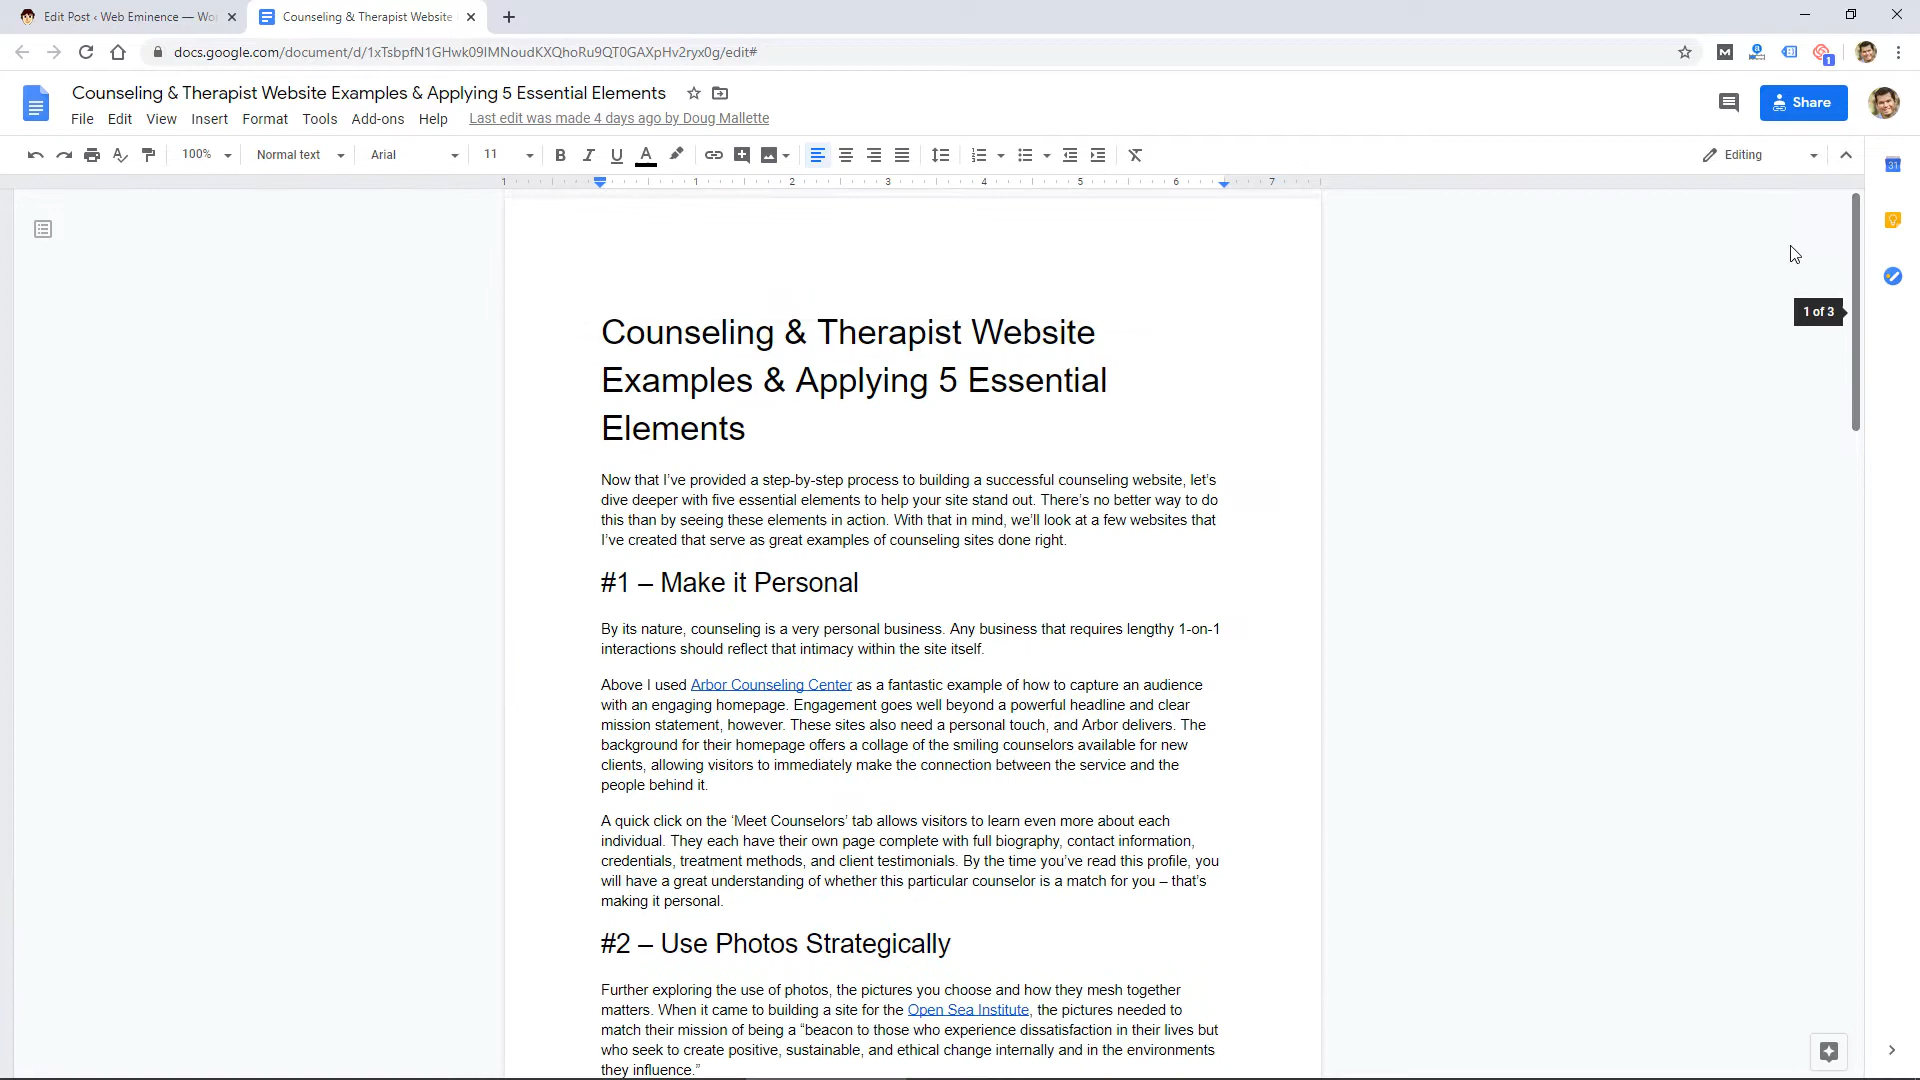 Edit Post ‹ Web Eminence — Wo
Counseling & Therapist Website
docs.google.com/document/d/1xTsbpfN1GHwk09IMNoudKXQhoRu9QT0GAXpHv2ryx0g/edit#
1
Counseling & Therapist Website Examples & Applying 5 Essential Elements
Share
File Edit View Insert Format Tools Add-ons Help Last edit was made 4 days ago by Doug Mallette
100% Normal text Arial 11 B I U A Editing
31
1 1 2 3 4 5 6 7
1 of 3
Counseling & Therapist Website
Examples & Applying 5 Essential
Elements
Now that I’ve provided a step-by-step process to building a successful counseling website, let’s
dive deeper with five essential elements to help your site stand out. There’s no better way to do
this than by seeing these elements in action. With that in mind, we’ll look at a few websites that
I’ve created that serve as great examples of counseling sites done right.
#1 – Make it Personal
By its nature, counseling is a very personal business. Any business that requires lengthy 1-on-1
interactions should reflect that intimacy within the site itself.
Above I used Arbor Counseling Center as a fantastic example of how to capture an audience
with an engaging homepage. Engagement goes well beyond a powerful headline and clear
mission statement, however. These sites also need a personal touch, and Arbor delivers. The
background for their homepage offers a collage of the smiling counselors available for new
clients, allowing visitors to immediately make the connection between the service and the
people behind it.
A quick click on the ‘Meet Counselors’ tab allows visitors to learn even more about each
individual. They each have their own page complete with full biography, contact information,
credentials, treatment methods, and client testimonials. By the time you’ve read this profile, you
will have a great understanding of whether this particular counselor is a match for you – that’s
making it personal.
#2 – Use Photos Strategically
Further exploring the use of photos, the pictures you choose and how they mesh together
matters. When it came to building a site for the Open Sea Institute, the pictures needed to
match their mission of being a “beacon to those who experience dissatisfaction in their lives but
who seek to create positive, sustainable, and ethical change internally and in the environments
they influence.”